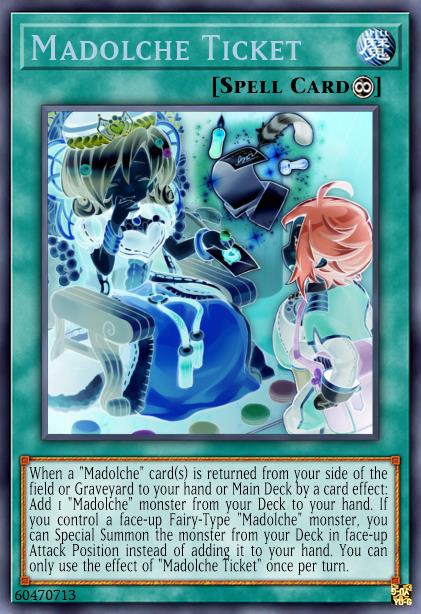 MADOLCHE TICKET
魔
[SPELL CARD]
When a "Madolche" card(s) is returned from your side of the
field or Graveyard to your hand or Main Deck by a card effect:
Add 1 "Madolche" monster from your Deck to your hand. If
you control a face-up Fairy-Type "Madolche" monster, you
can Special Summon the monster from your Deck in face-up
Attack Position instead of adding it to your hand. You can
only use the effect of "Madolche Ticket" once per turn.
60470713